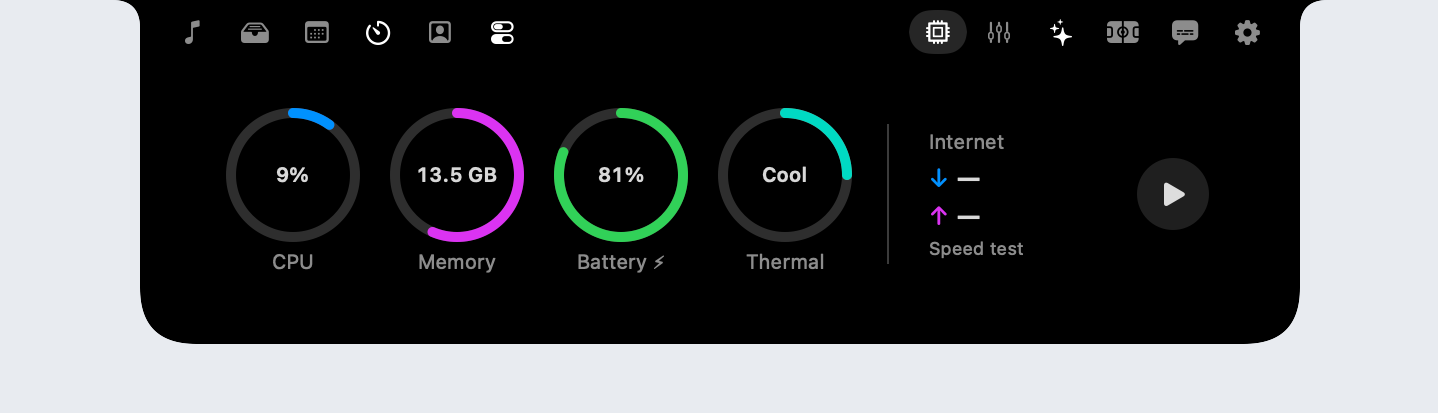 9%
13.5 GB
81%
Cool
CPU
Memory
Battery ⚡
Thermal
Internet
↓ —
↑ —
Speed test